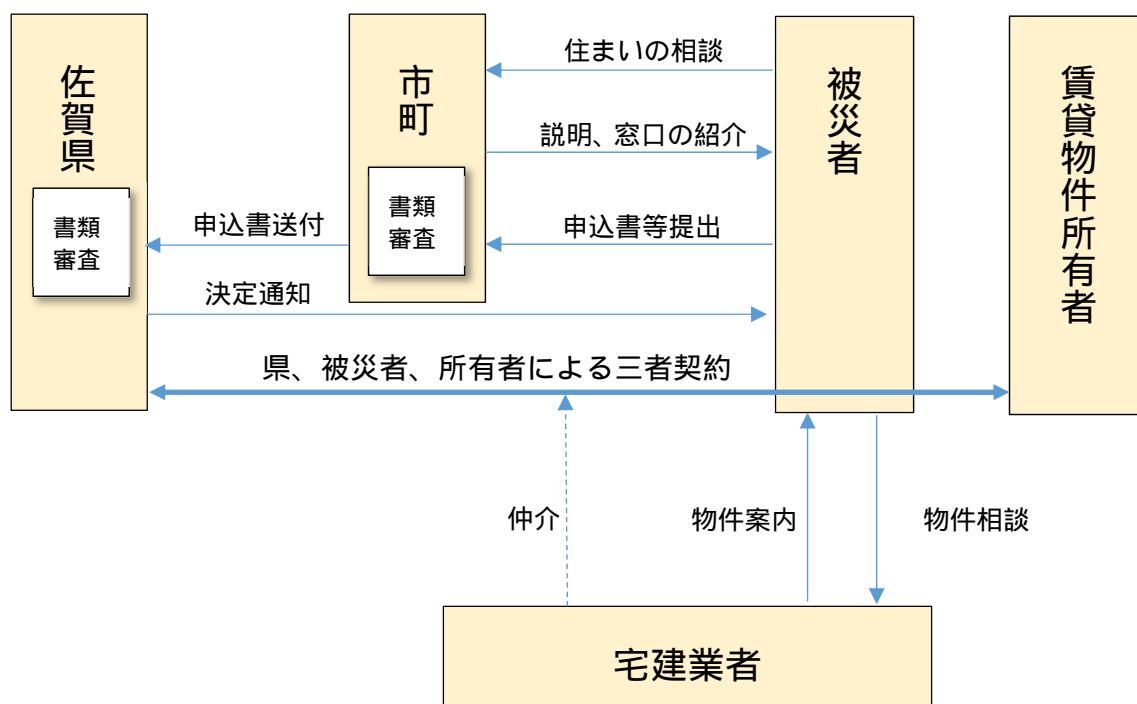 佐賀県
市町
被災者
賃貸物件所有者
住まいの相談
説明、窓口の紹介
書類
審査
書類
審査
申込書送付
申込書等提出
決定通知
県、被災者、所有者による三者契約
仲介
物件案内
物件相談
宅建業者